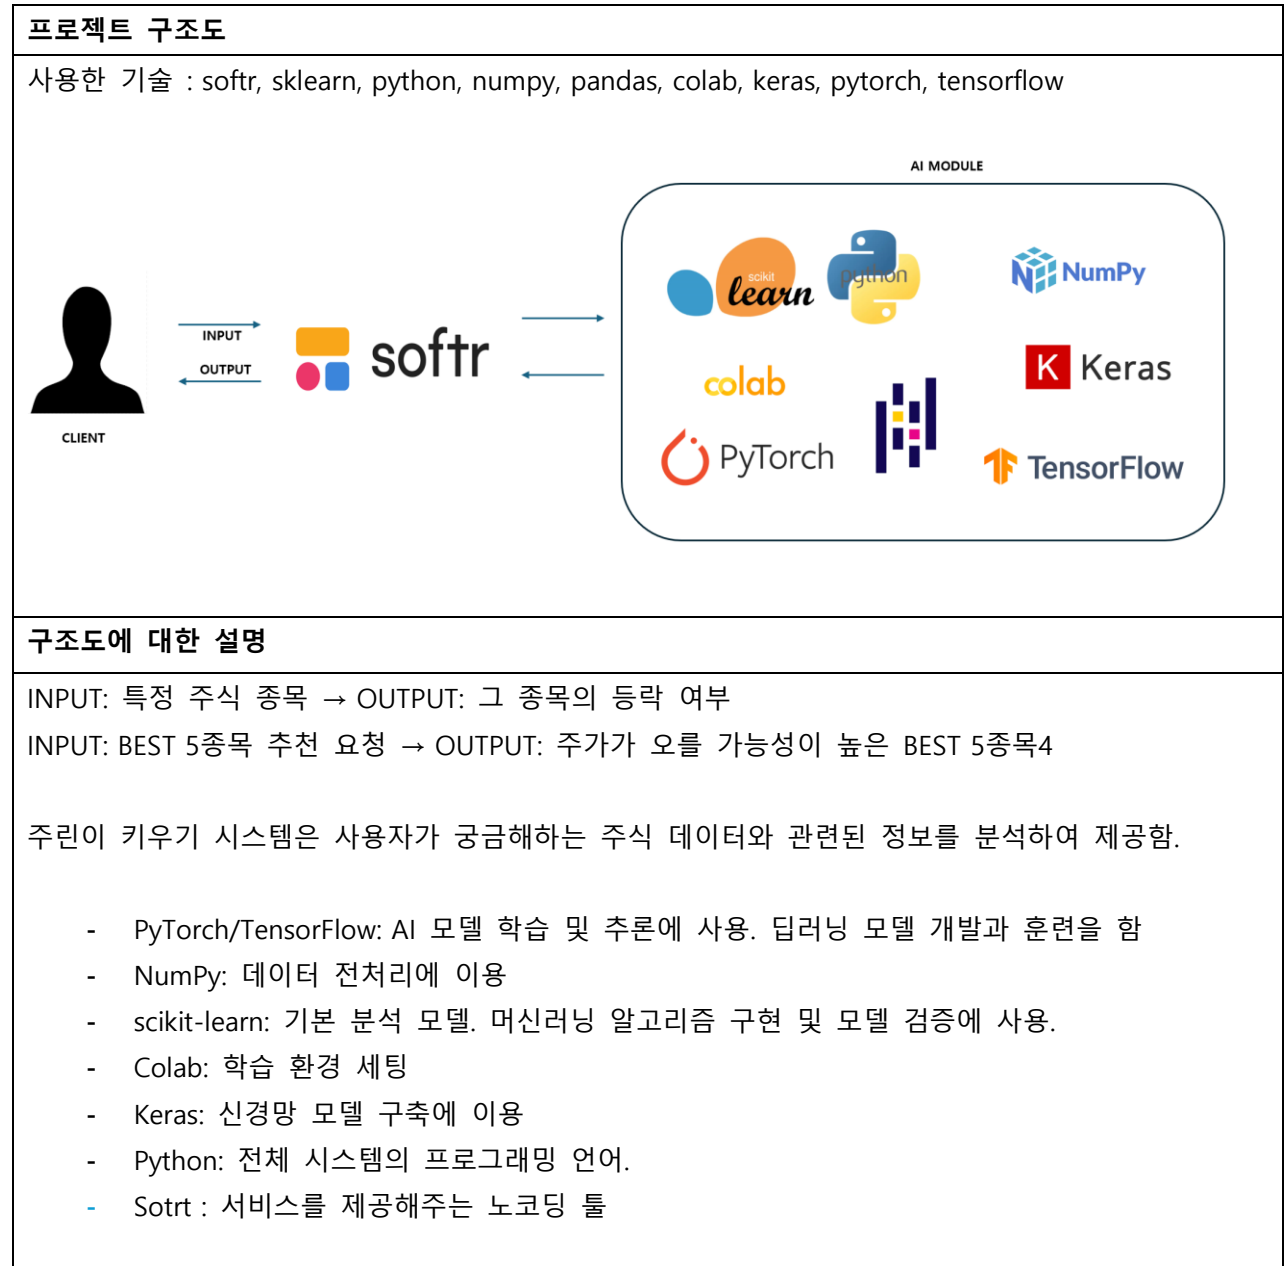 프로젝트 구조도
사용한 기술 : softr, sklearn, python, numpy, pandas, colab, keras, pytorch, tensorflow
AI MODULE
scikit
learn
python
NumPy
INPUT
OUTPUT
softr
colab
K Keras
CLIENT
PyTorch
TensorFlow
구조도에 대한 설명
INPUT: 특정 주식 종목 → OUTPUT: 그 종목의 등락 여부
INPUT: BEST 5종목 추천 요청 → OUTPUT: 주가가 오를 가능성이 높은 BEST 5종목4
주린이 키우기 시스템은 사용자가 궁금해하는 주식 데이터와 관련된 정보를 분석하여 제공함.
- PyTorch/TensorFlow: AI 모델 학습 및 추론에 사용. 딥러닝 모델 개발과 훈련을 함
- NumPy: 데이터 전처리에 이용
- scikit-learn: 기본 분석 모델. 머신러닝 알고리즘 구현 및 모델 검증에 사용.
- Colab: 학습 환경 세팅
- Keras: 신경망 모델 구축에 이용
- Python: 전체 시스템의 프로그래밍 언어.
- Sotrt : 서비스를 제공해주는 노코딩 툴